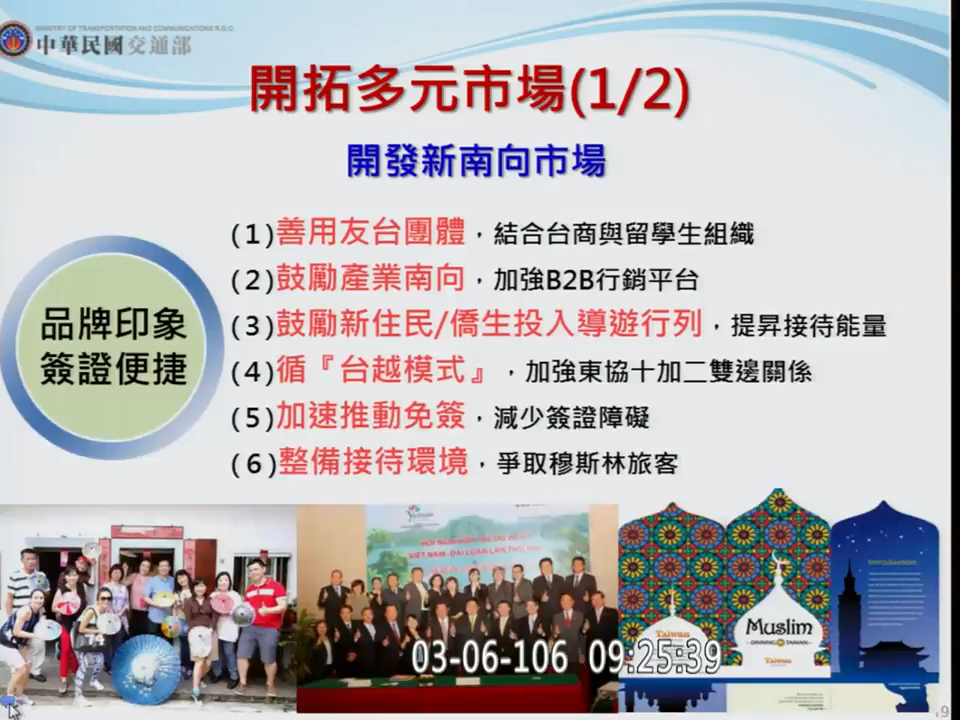 MINISTRY OF TRANSPORTATION AND COMMUNICATIONS R.O.C.
中華民國交通部
開拓多元市場(1/2)
開發新南向市場
品牌印象
簽證便捷
(1)善用友台團體，結合台商與留學生組織
(2)鼓勵產業南向，加強B2B行銷平台
(3)鼓勵新住民/僑生投入導遊行列，提昇接待能量
(4)循『台越模式』，加強東協十加二雙邊關係
(5)加速推動免簽，減少簽證障礙
(6)整備接待環境，爭取穆斯林旅客
Introduction
Taiwan
Muslim
DINING IN TAIWAN
Taiwan
03-06-106 09:25:39
9